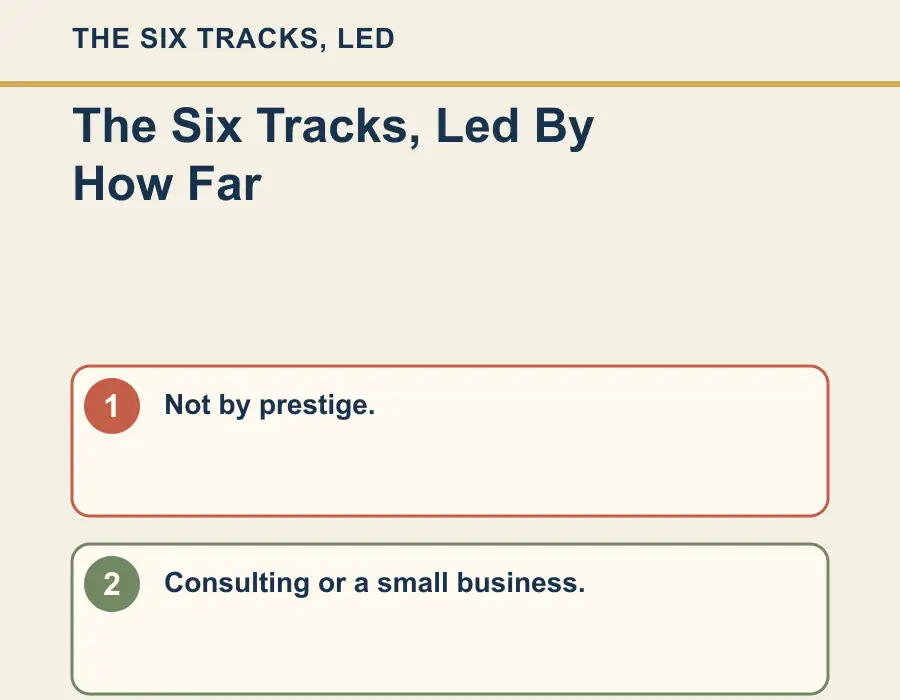 THE SIX TRACKS, LED
The Six Tracks, Led By
How Far
1 Not by prestige.
2 Consulting or a small business.